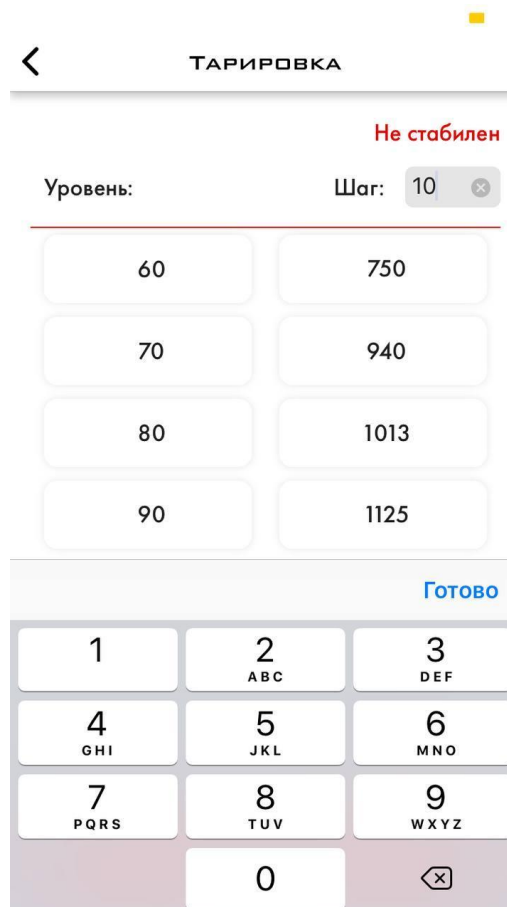 Тарировка
Не стабилен
Уровень: Шаг: 10
60 750
70 940
80 1013
90 1125
Готово
1 2 3
ABC DEF
4 5 6
GHI JKL MNO
7 8 9
PQRS TUV WXYZ
0